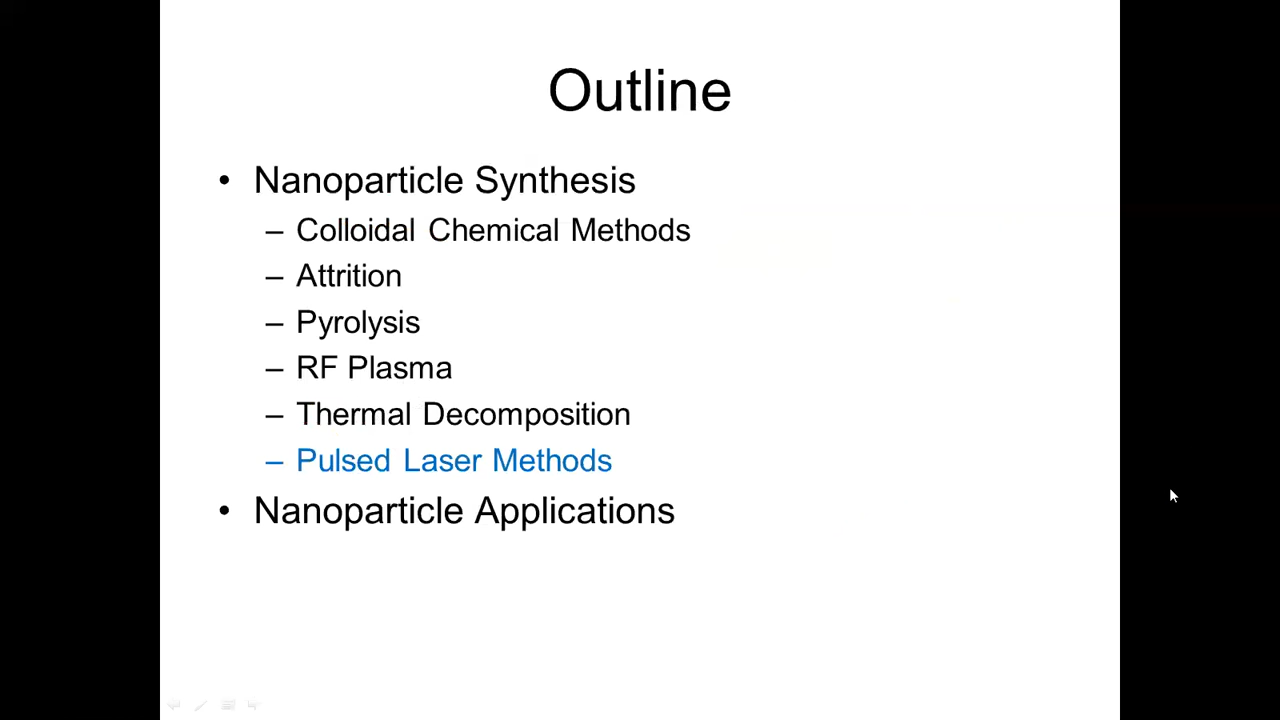 Outline
• Nanoparticle Synthesis
– Colloidal Chemical Methods
– Attrition
– Pyrolysis
– RF Plasma
– Thermal Decomposition
– Pulsed Laser Methods
• Nanoparticle Applications